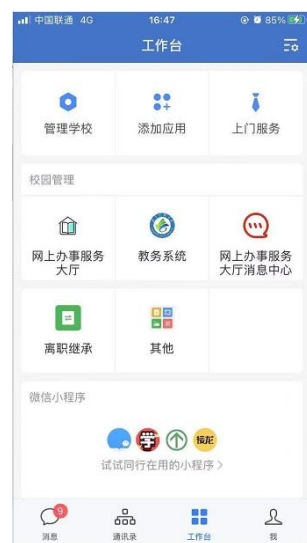 中国联通 4G 16:47 85%
工作台
管理学校 添加应用 上门服务
校园管理
网上办事服务大厅 教务系统 网上办事服务大厅消息中心
离职继承 其他
微信小程序
学 接龙
试试同行在用的小程序 >
9
消息 通讯录 工作台 我